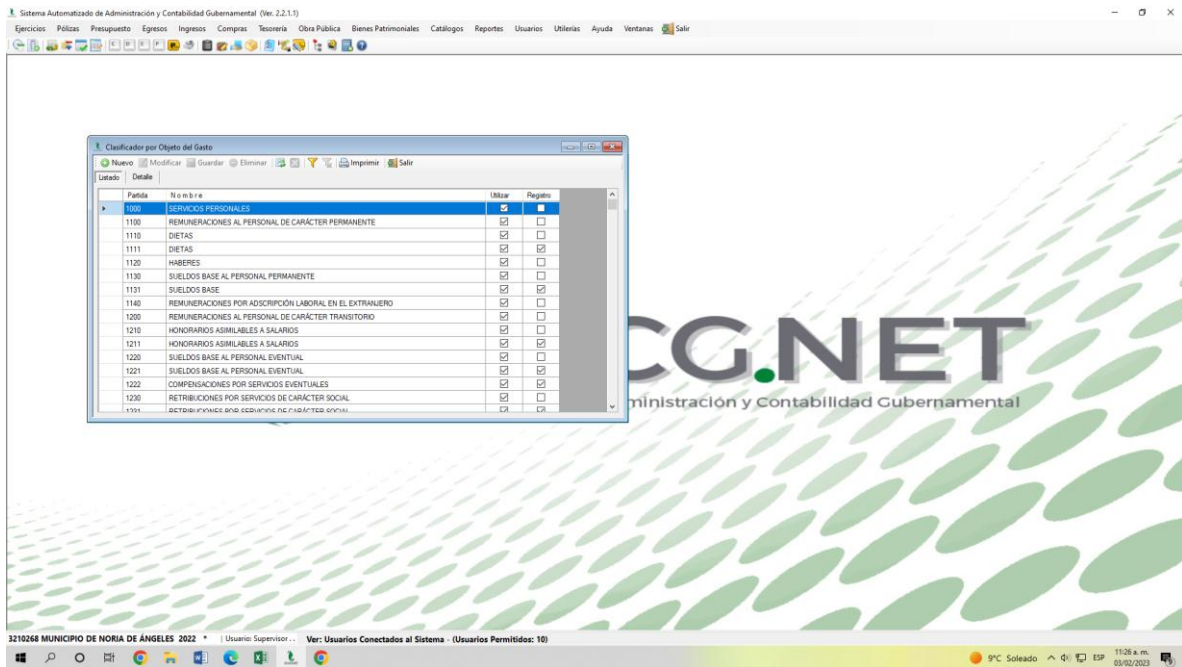 Sistema Automatizado de Administración y Contabilidad Gubernamental (Ver. 2.2.1.1)
Ejercicios Pólizas Presupuesto Egresos Ingresos Compras Tesorería Obra Pública Bienes Patrimoniales Catálogos Reportes Usuarios Utilerías Ayuda Ventanas Salir
Clasificador por Objeto del Gasto
Nuevo Modificar Guardar Eliminar Imprimir Salir
Listado Detalle
Partida Nombre Utilizar Registro
1000 SERVICIOS PERSONALES
1100 REMUNERACIONES AL PERSONAL DE CARÁCTER PERMANENTE
1110 DIETAS
1111 DIETAS
1120 HABERES
1130 SUELDOS BASE AL PERSONAL PERMANENTE
1131 SUELDOS BASE
1140 REMUNERACIONES POR ADSCRIPCIÓN LABORAL EN EL EXTRANJERO
1200 REMUNERACIONES AL PERSONAL DE CARÁCTER TRANSITORIO
1210 HONORARIOS ASIMILABLES A SALARIOS
1211 HONORARIOS ASIMILABLES A SALARIOS
1220 SUELDOS BASE AL PERSONAL EVENTUAL
1221 SUELDOS BASE AL PERSONAL EVENTUAL
1222 COMPENSACIONES POR SERVICIOS EVENTUALES
1230 RETRIBUCIONES POR SERVICIOS DE CARÁCTER SOCIAL
1231 RETRIBUCIONES POR SERVICIOS DE CARÁCTER SOCIAL
CG.NET
ministración y Contabilidad Gubernamental
3210268 MUNICIPIO DE NORIA DE ÁNGELES 2022 * Usuario: Supervisor . . Ver: Usuarios Conectados al Sistema - (Usuarios Permitidos: 10)
9°C Soleado ESP 11:26 a. m.
03/02/2023